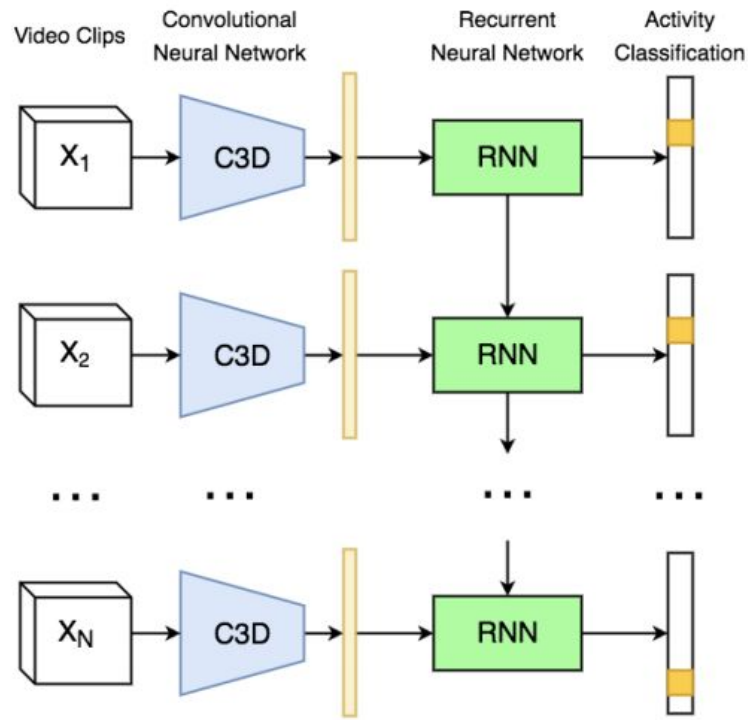 Video Clips
Convolutional
Neural Network
Recurrent
Neural Network
Activity
Classification
X1
C3D
RNN
X2
C3D
RNN
... ... ... ...
XN
C3D
RNN